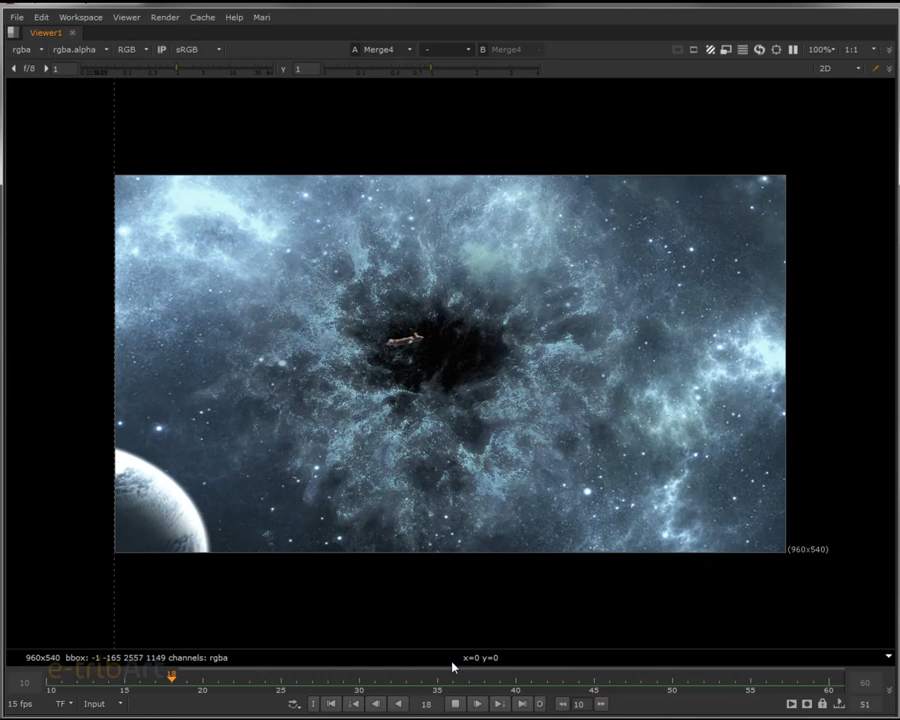 File Edit Workspace Viewer Render Cache Help Mari
Viewer1
rgba rgba.alpha RGB IP sRGB A Merge4 - B Merge4 - 100% 1:1
f/8 1 Y 1 2D
(960x540)
960x540 bbox: -1 -165 2557 1149 channels: rgba x=0 y=0
e-tribArt
10 18 60
10 15 20 25 30 35 40 45 50 55 60
15 fps TF Input 18 10 51